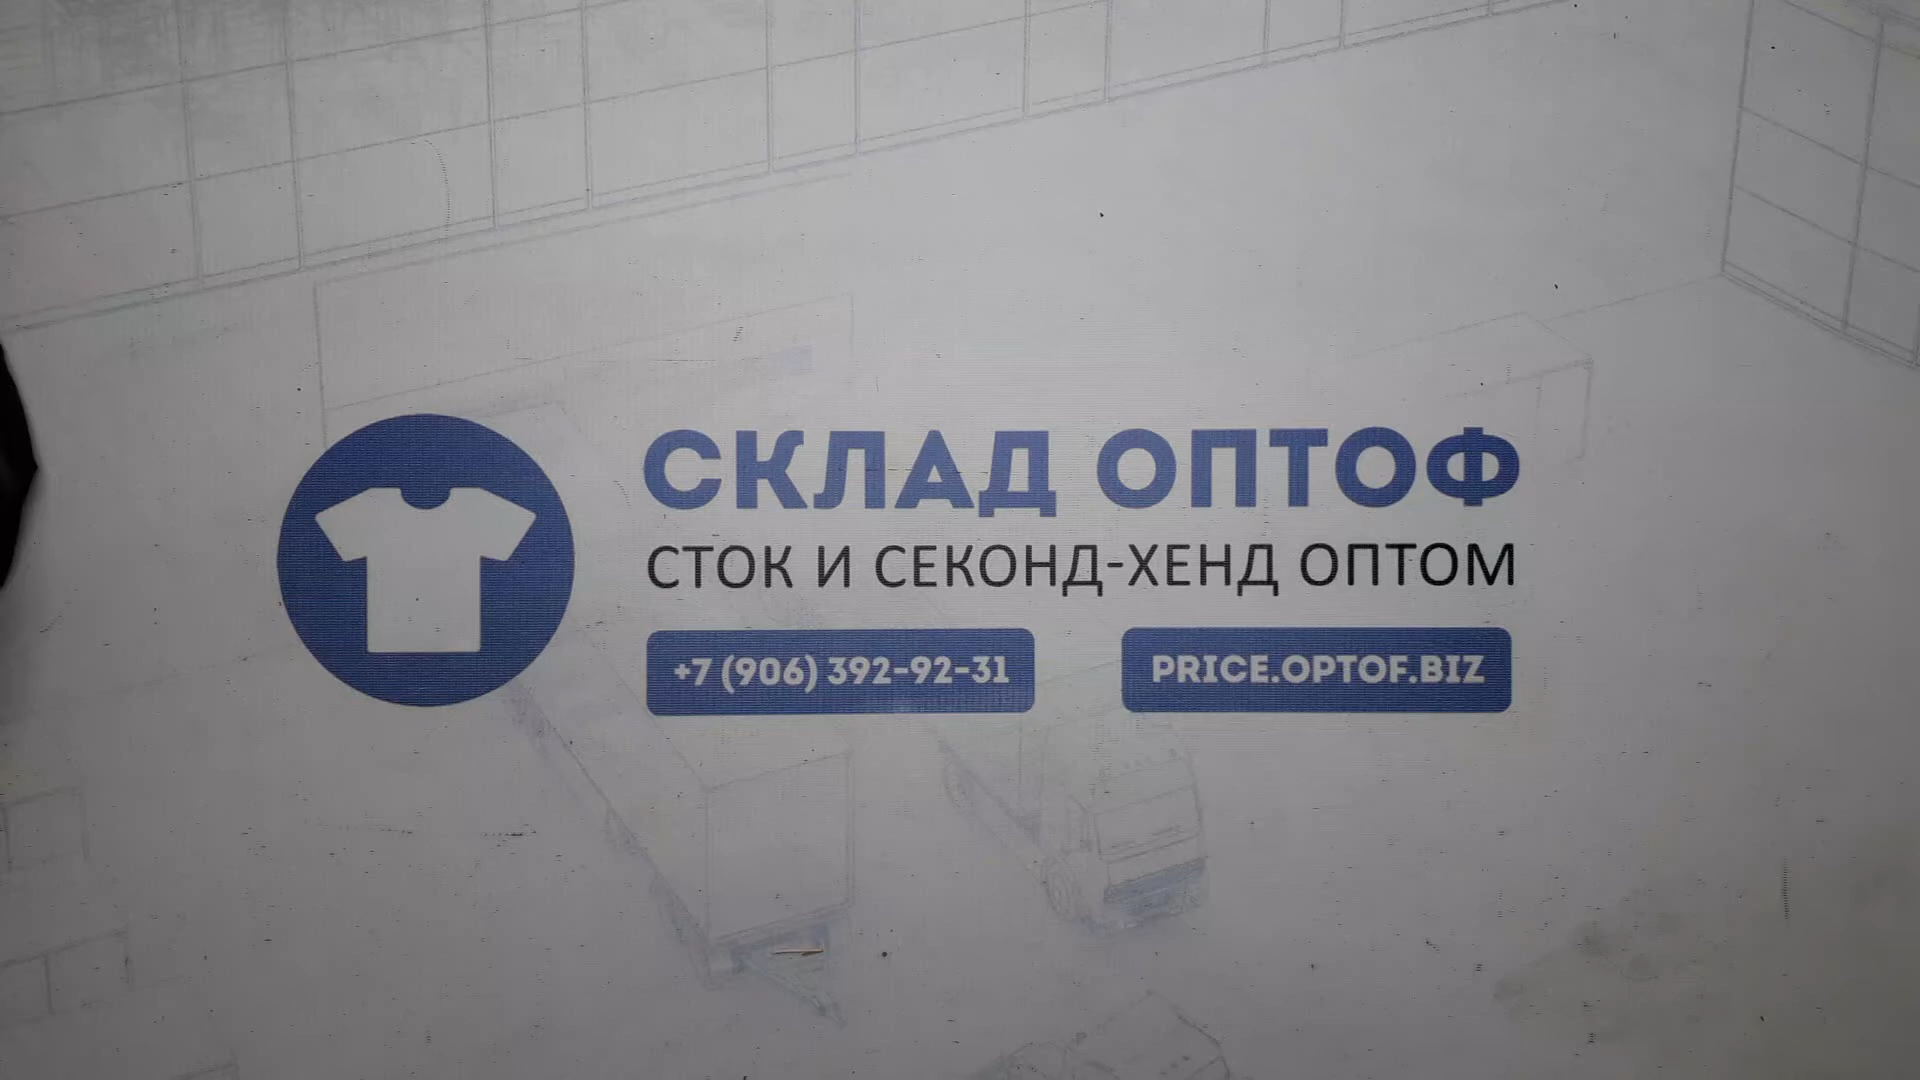 СКЛАД ОПТОФ
СТОК И СЕКОНД-ХЕНД ОПТОМ
+7 (906) 392-92-31
PRICE.OPTOF.BIZ